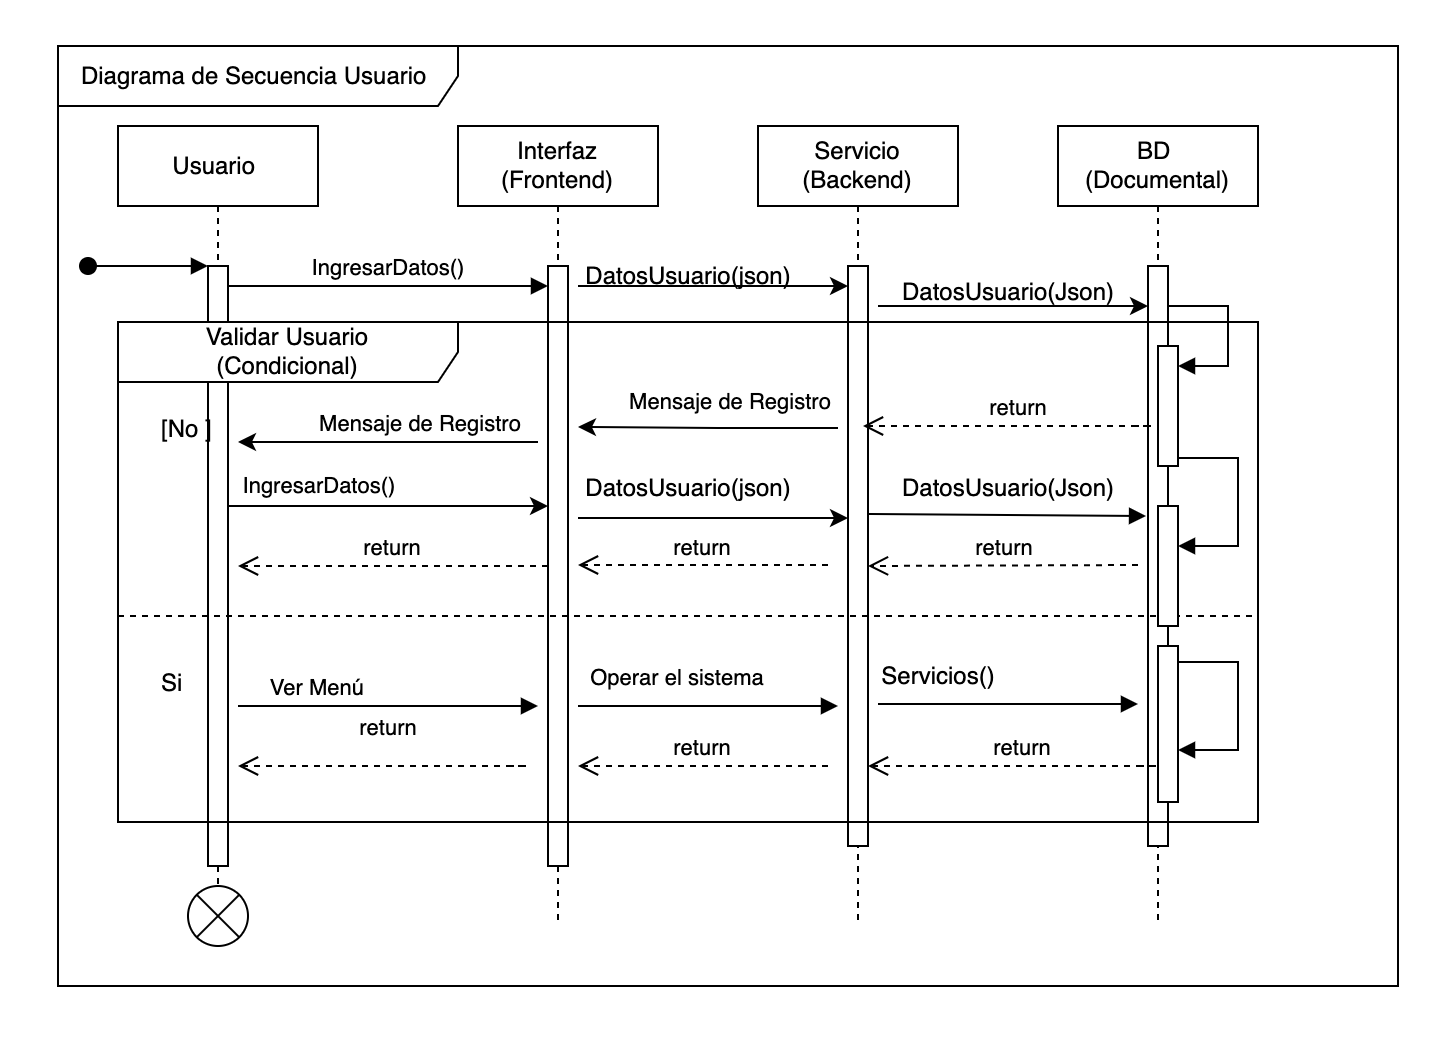 Diagrama de Secuencia Usuario
Usuario
Interfaz
(Frontend)
Servicio
(Backend)
BD
(Documental)
IngresarDatos()
DatosUsuario(json)
DatosUsuario(Json)
Validar Usuario
(Condicional)
[No ]
Mensaje de Registro
Mensaje de Registro
return
IngresarDatos()
DatosUsuario(json)
DatosUsuario(Json)
return
return
return
Si
Ver Menú
Operar el sistema
Servicios()
return
return
return